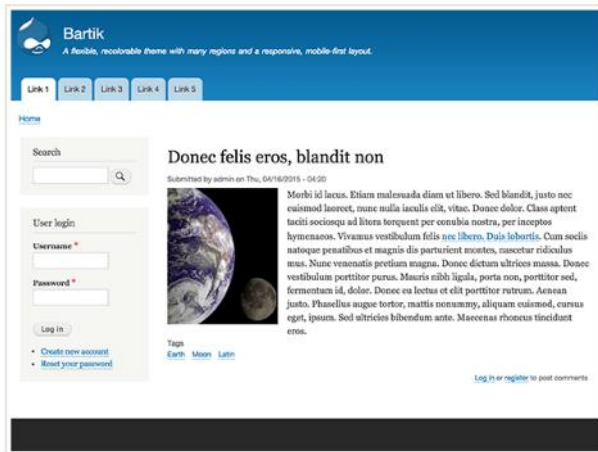 Bartik
A flexible, recolorable theme with many regions and a responsive, mobile-first layout.
Link 1 Link 2 Link 3 Link 4 Link 5
Home
Search
User login
Username *
Password *
Log in
Create new account
Reset your password
Donec felis eros, blandit non
Submitted by admin on Thu, 04/16/2015 - 04:20
Morbi id lacus. Etiam malesuada diam ut libero. Sed blandit, justo nec
euismod laoreet, nunc nulla iaculis elit, vitae. Donec dolor. Class aptent
taciti sociosqu ad litora torquent per conubia nostra, per inceptos
hymenaeos. Vivamus vestibulum felis nec libero. Duis lobortis. Cum sociis
natoque penatibus et magnis dis parturient montes, nascetur ridiculus
mus. Nunc venenatis pretium magna. Donec dictum ultrices massa. Donec
vestibulum porttitor purus. Mauris nibh ligula, porta non, porttitor sed,
fermentum id, dolor. Donec eu lectus et elit porttitor rutrum. Aenean
justo. Phasellus augue tortor, mattis nonummy, aliquam euismod, cursus
eget, ipsum. Sed ultricies bibendum ante. Maecenas rhoncus tincidunt
eros.
Tags
Earth Moon Latin
Log in or register to post comments